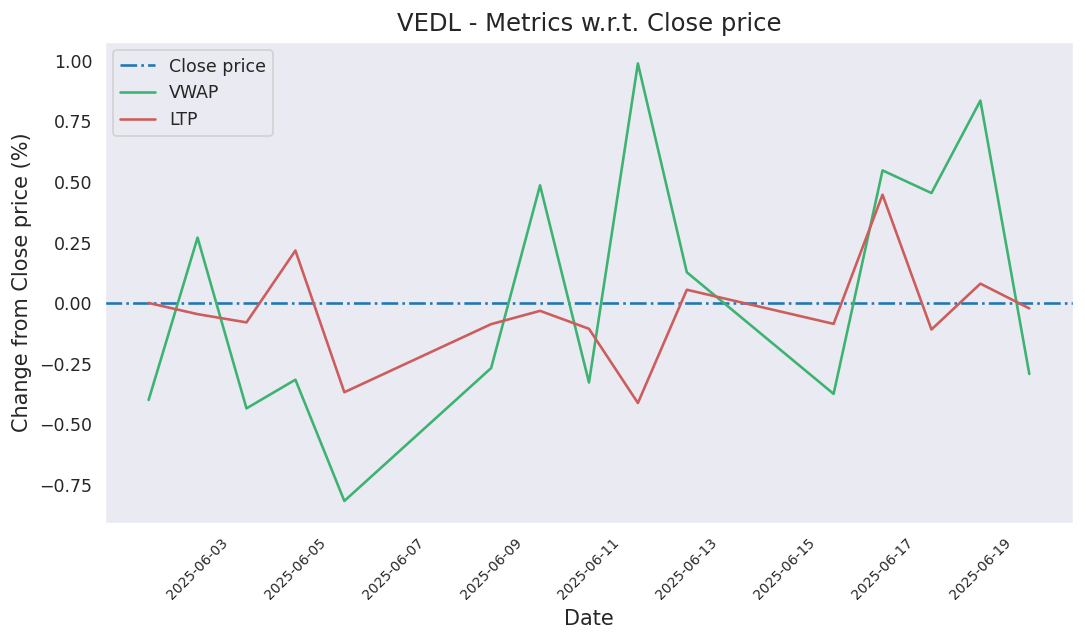 VEDL - Metrics w.r.t. Close price
Close price
VWAP
LTP
Change from Close price (%)
1.00
0.75
0.50
0.25
0.00
−0.25
−0.50
−0.75
2025-06-03
2025-06-05
2025-06-07
2025-06-09
2025-06-11
2025-06-13
2025-06-15
2025-06-17
2025-06-19
Date